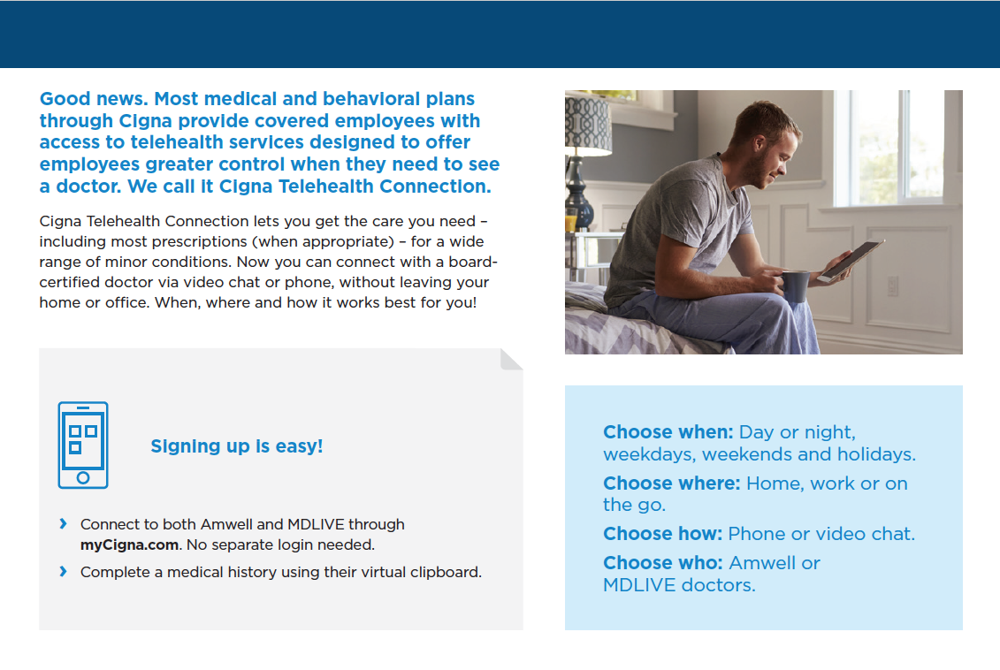 Good news. Most medical and behavioral plans
through Cigna provide covered employees with
access to telehealth services designed to offer
employees greater control when they need to see
a doctor. We call it Cigna Telehealth Connection.
Cigna Telehealth Connection lets you get the care you need –
including most prescriptions (when appropriate) – for a wide
range of minor conditions. Now you can connect with a board-
certified doctor via video chat or phone, without leaving your
home or office. When, where and how it works best for you!
Signing up is easy!
Connect to both Amwell and MDLIVE through
myCigna.com. No separate login needed.
Complete a medical history using their virtual clipboard.
Choose when: Day or night,
weekdays, weekends and holidays.
Choose where: Home, work or on
the go.
Choose how: Phone or video chat.
Choose who: Amwell or
MDLIVE doctors.